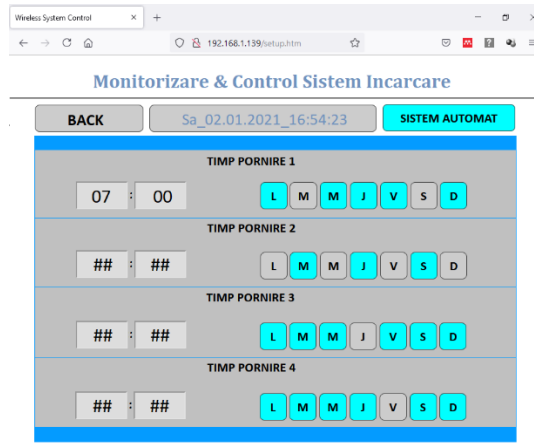 Wireless System Control
192.168.1.139/setup.htm
Monitorizare & Control Sistem Incarcare
BACK Sa_02.01.2021_16:54:23 SISTEM AUTOMAT
TIMP PORNIRE 1
07 : 00 L M M J V S D
TIMP PORNIRE 2
## : ## L M M J V S D
TIMP PORNIRE 3
## : ## L M M J V S D
TIMP PORNIRE 4
## : ## L M M J V S D